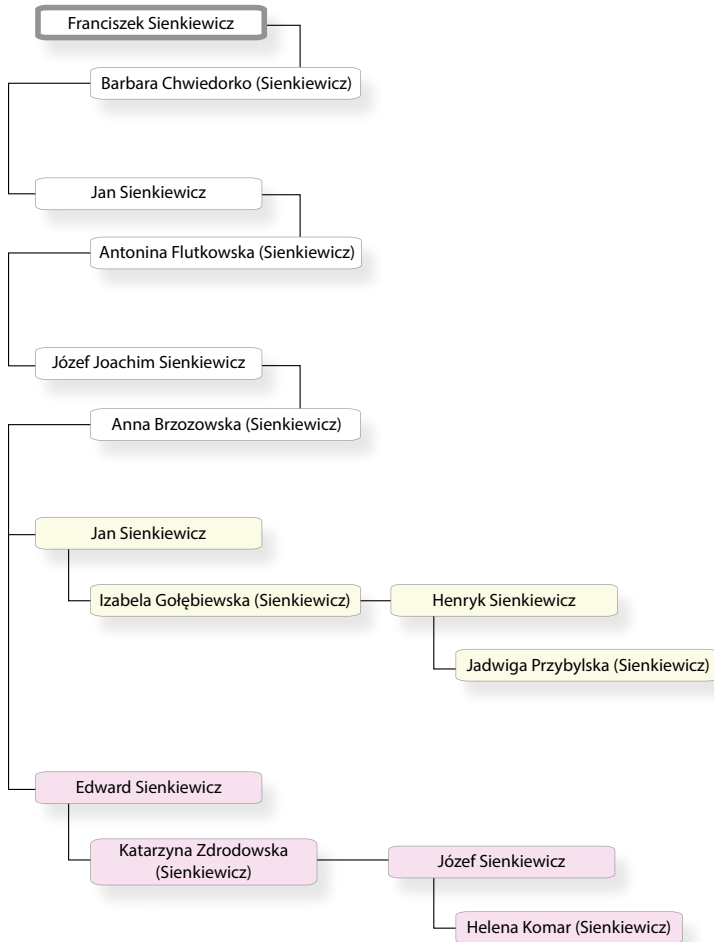 Franciszek Sienkiewicz
Barbara Chwiedorko (Sienkiewicz)
Jan Sienkiewicz
Antonina Flutkowska (Sienkiewicz)
Józef Joachim Sienkiewicz
Anna Brzozowska (Sienkiewicz)
Jan Sienkiewicz
Izabela Gołębiewska (Sienkiewicz)
Henryk Sienkiewicz
Jadwiga Przybylska (Sienkiewicz)
Edward Sienkiewicz
Katarzyna Zdrodowska
(Sienkiewicz)
Józef Sienkiewicz
Helena Komar (Sienkiewicz)